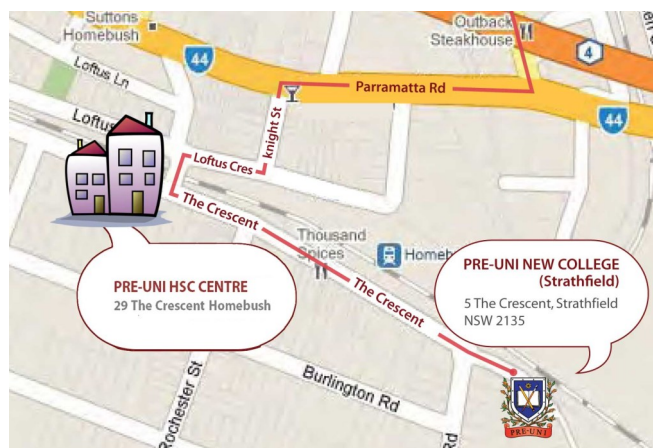 Suttons
Homebush
Outback
Steakhouse
4
44
Loftus Ln
Parramatta Rd
44
Loftus
knight St
Loftus Cres
The Crescent
Thousand
Spices
Homeb
PRE-UNI HSC CENTRE
29 The Crescent Homebush
PRE-UNI NEW COLLEGE
(Strathfield)
5 The Crescent, Strathfield
NSW 2135
The Crescent
Burlington Rd
Rochester St
Rd
PRE-UNI